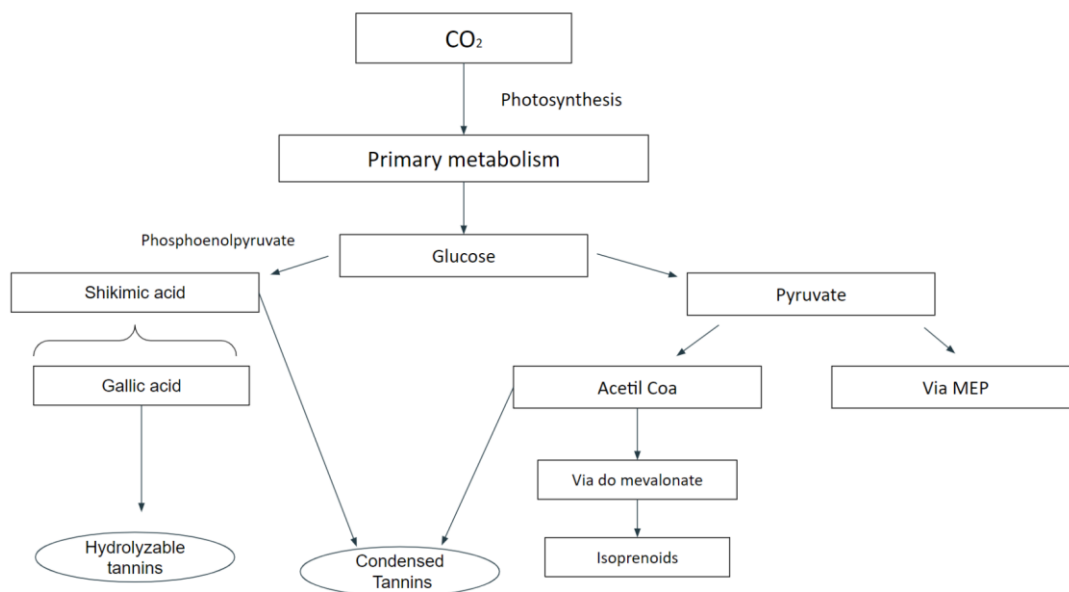 CO₂
Photosynthesis
Primary metabolism
Phosphoenolpyruvate
Glucose
Shikimic acid
Pyruvate
Gallic acid
Acetil Coa
Via MEP
Via do mevalonate
Hydrolyzable
tannins
Condensed
Tannins
Isoprenoids